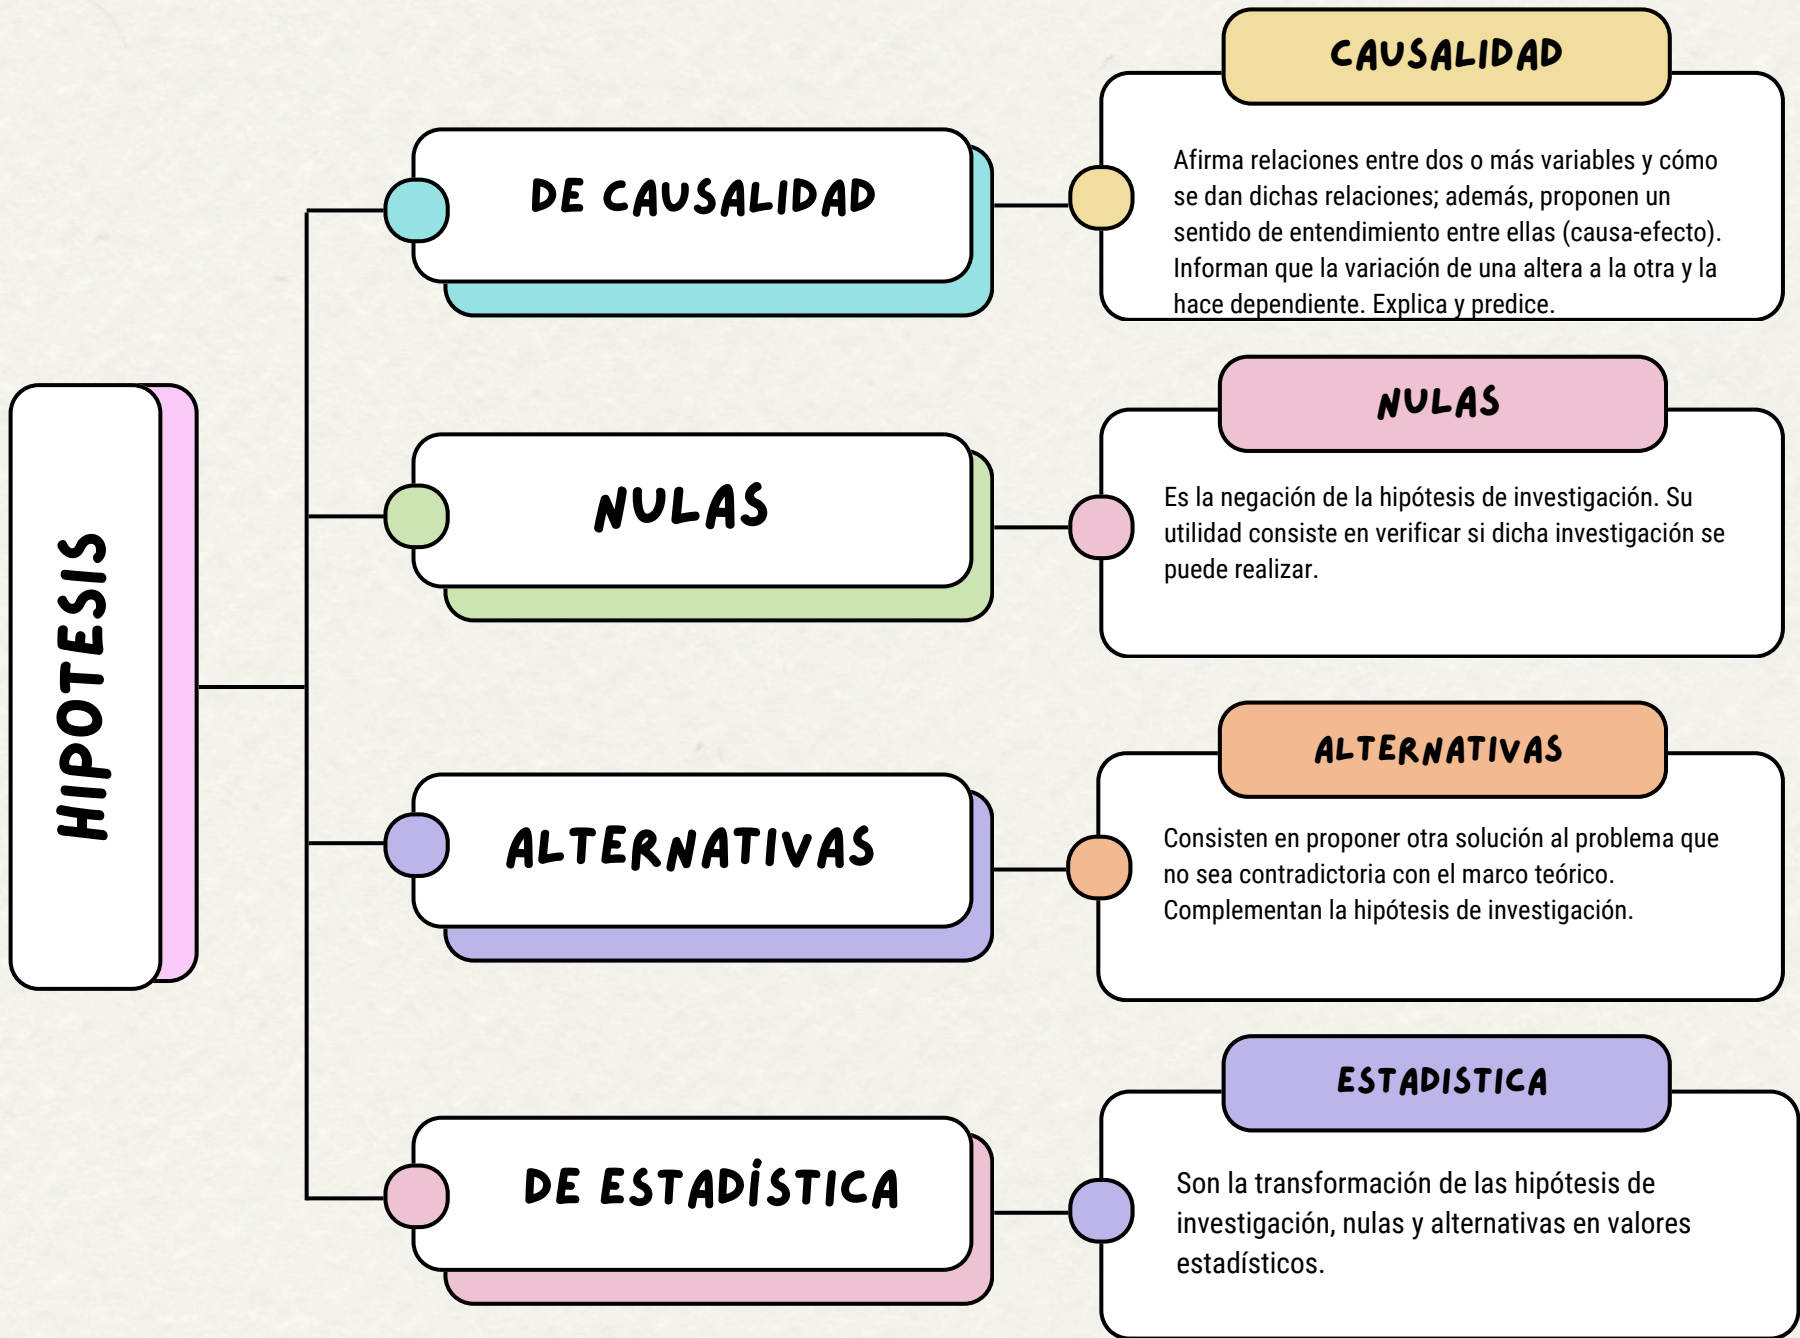 HIPOTESIS
DE CAUSALIDAD
CAUSALIDAD
Afirma relaciones entre dos o más variables y cómo
se dan dichas relaciones; además, proponen un
sentido de entendimiento entre ellas (causa-efecto).
Informan que la variación de una altera a la otra y la
hace dependiente. Explica y predice.
NULAS
NULAS
Es la negación de la hipótesis de investigación. Su
utilidad consiste en verificar si dicha investigación se
puede realizar.
ALTERNATIVAS
ALTERNATIVAS
Consisten en proponer otra solución al problema que
no sea contradictoria con el marco teórico.
Complementan la hipótesis de investigación.
DE ESTADÍSTICA
ESTADISTICA
Son la transformación de las hipótesis de
investigación, nulas y alternativas en valores
estadísticos.